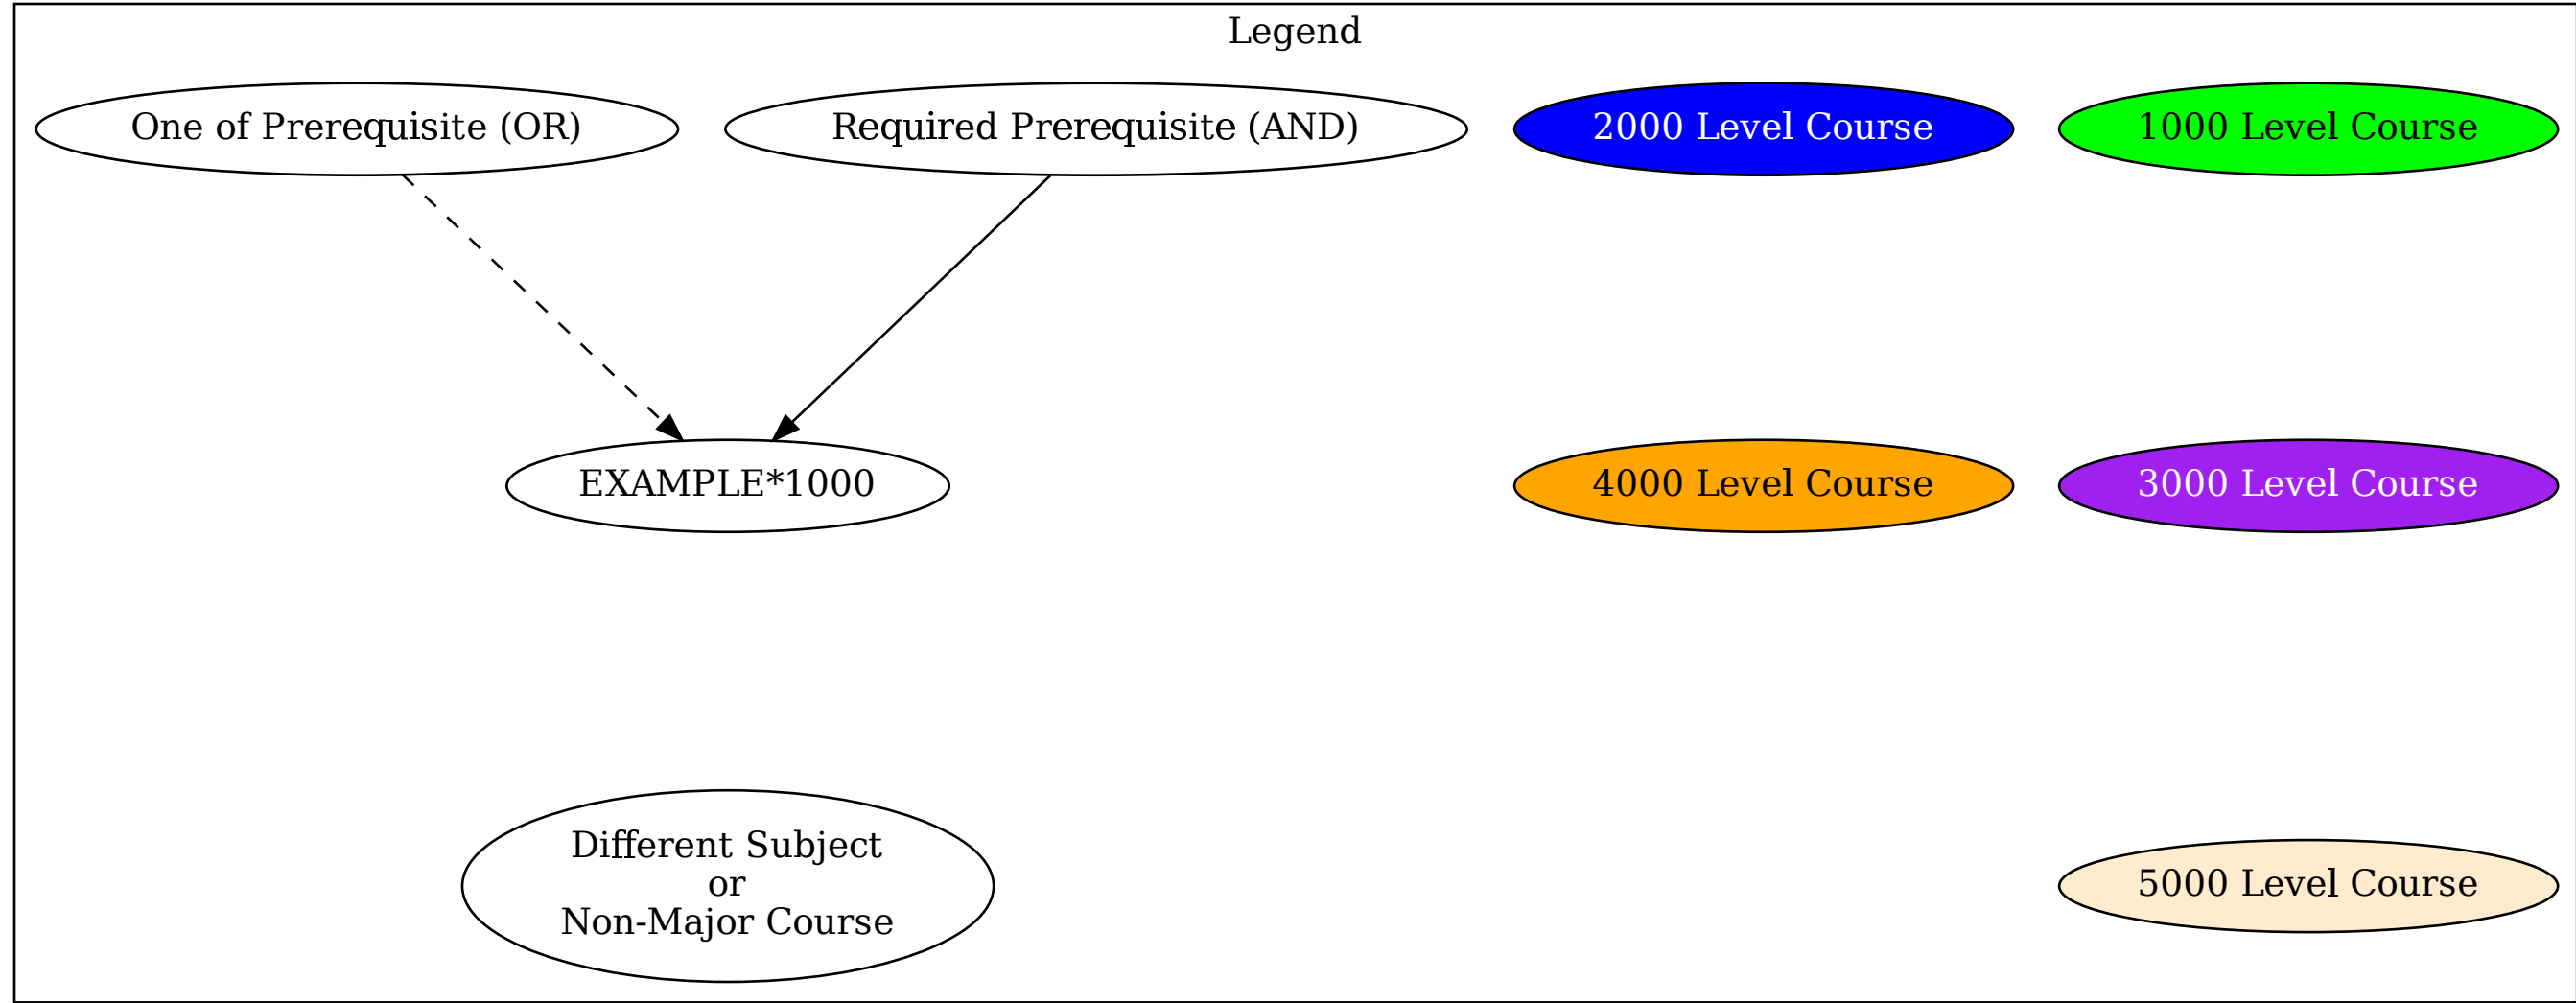 Legend
One of Prerequisite (OR)
Required Prerequisite (AND)
2000 Level Course
1000 Level Course
EXAMPLE*1000
4000 Level Course
3000 Level Course
Different Subject
or
Non-Major Course
5000 Level Course